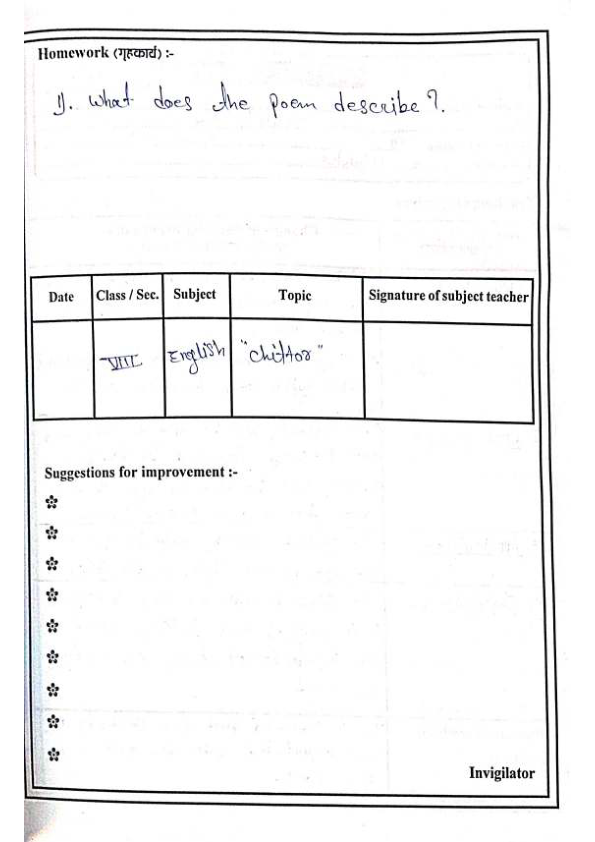 Homework (गृहकार्य) :-
1). What does the poem describe?.
Date Class / Sec. Subject Topic Signature of subject teacher
VIII English "Chittor"
Suggestions for improvement :-
Invigilator